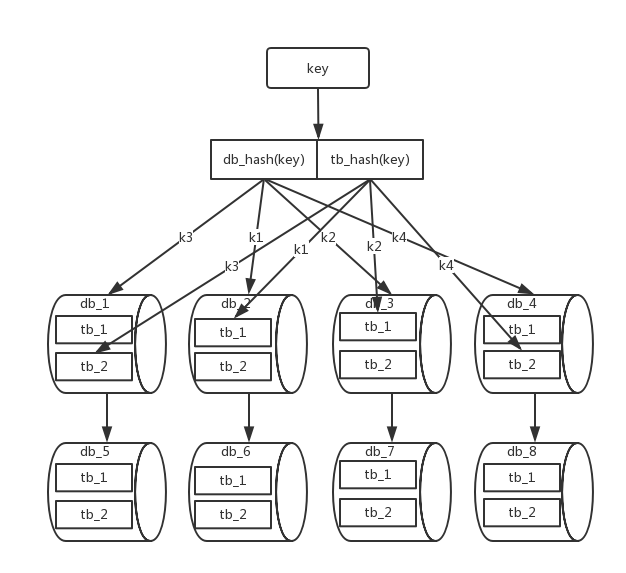 key
db_hash(key) tb_hash(key)
k3 k1 k2 k4
k1 k2
k3 k4
db_1 db_2 db_3 db_4
tb_1 tb_1 tb_1 tb_1
tb_2 tb_2 tb_2 tb_2
db_5 db_6 db_7 db_8
tb_1 tb_1 tb_1 tb_1
tb_2 tb_2 tb_2 tb_2